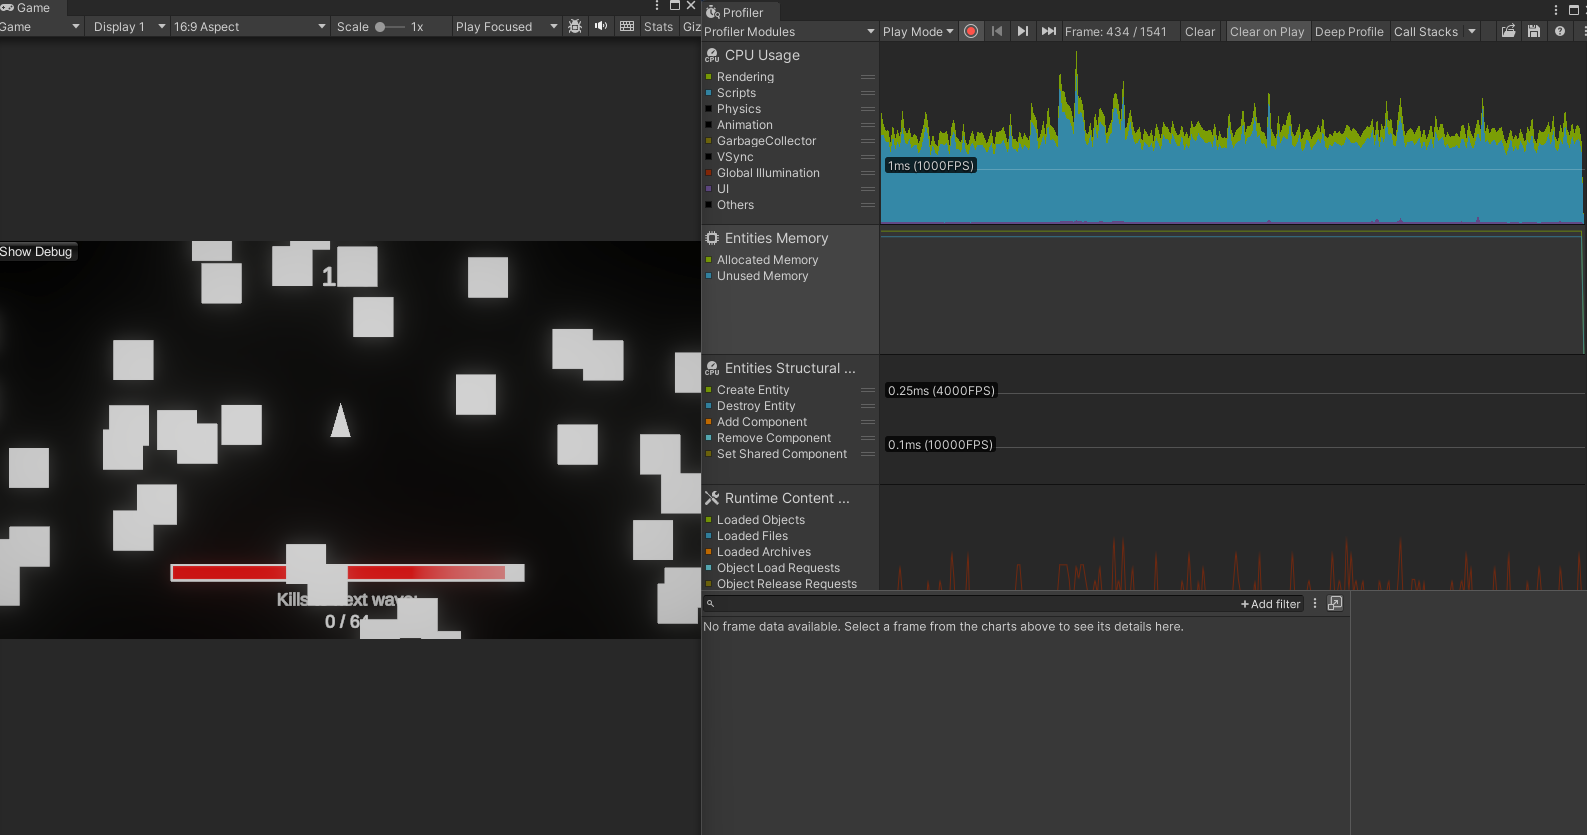 Game
Game
Display 1
16:9 Aspect
Scale
1x
Play Focused
Stats
Giz
Show Debug
1
Kills
ext wave:
0 / 64
Profiler
Profiler Modules
Play Mode
Frame: 434 / 1541
Clear
Clear on Play
Deep Profile
Call Stacks
CPU
CPU Usage
Rendering
Scripts
Physics
Animation
GarbageCollector
VSync
Global Illumination
UI
Others
1ms (1000FPS)
Entities Memory
Allocated Memory
Unused Memory
CPU
Entities Structural ...
Create Entity
Destroy Entity
Add Component
Remove Component
Set Shared Component
0.25ms (4000FPS)
0.1ms (10000FPS)
Runtime Content ...
Loaded Objects
Loaded Files
Loaded Archives
Object Load Requests
Object Release Requests
+ Add filter
No frame data available. Select a frame from the charts above to see its details here.